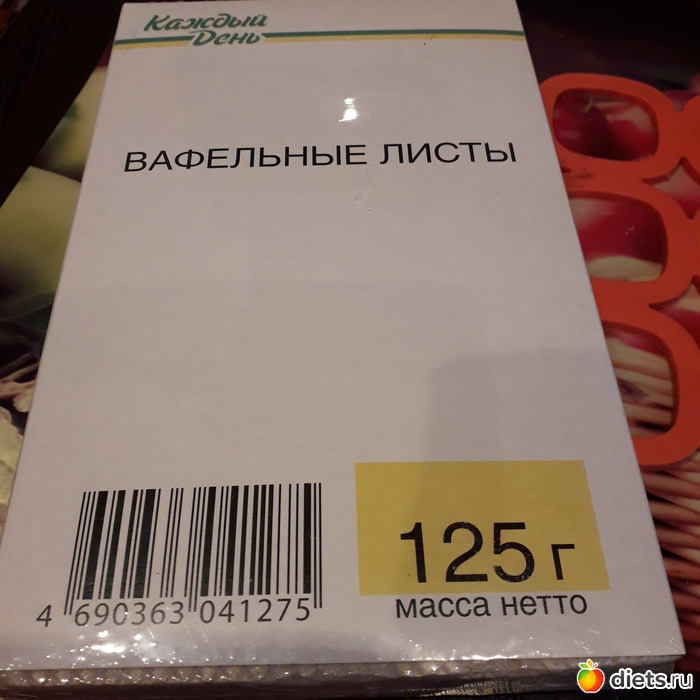 Каждый
День
ВАФЕЛЬНЫЕ ЛИСТЫ
125 г
масса нетто
4 690363 041275
diets.ru